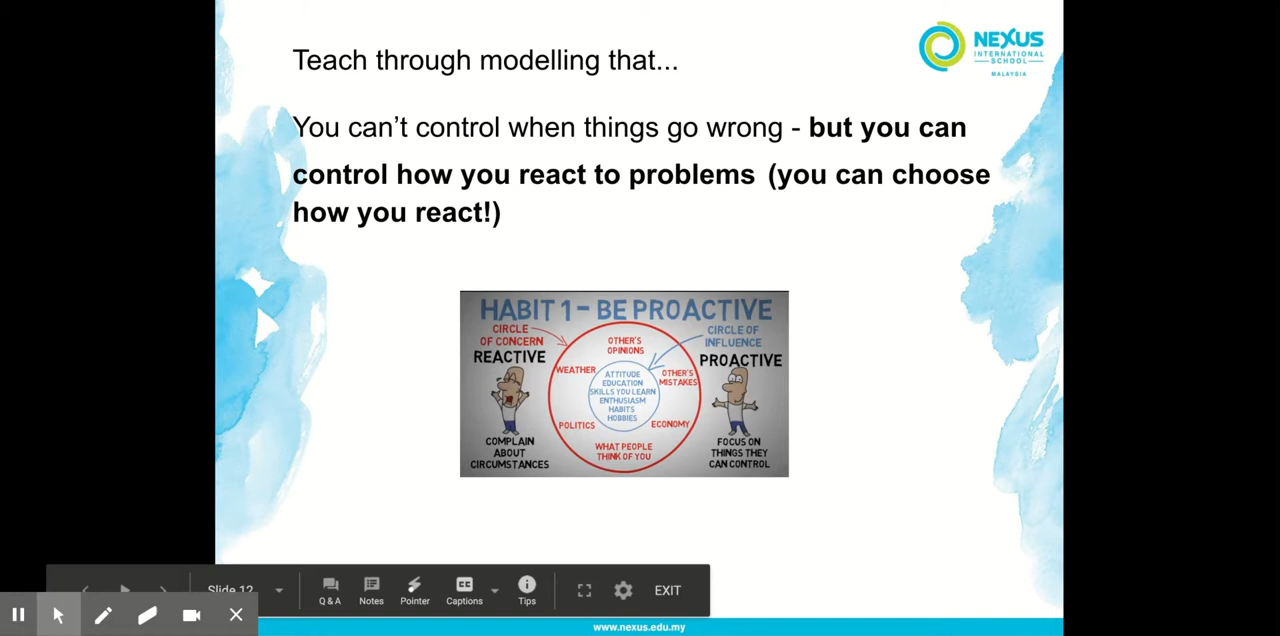 Teach through modelling that...
NEXUS
INTERNATIONAL
SCHOOL
MALAYSIA
You can't control when things go wrong - but you can
control how you react to problems (you can choose
how you react!)
HABIT 1 - BE PROACTIVE
CIRCLE
OF CONCERN
REACTIVE
COMPLAIN
ABOUT
CIRCUMSTANCES
OTHER'S
OPINIONS
WEATHER
OTHER'S
MISTAKES
ATTITUDE
EDUCATION
SKILLS YOU LEARN
ENTHUSIASM
HABITS
HOBBIES
POLITICS
ECONOMY
WHAT PEOPLE
THINK OF YOU
CIRCLE OF
INFLUENCE
PROACTIVE
FOCUS ON
THINGS THEY
CAN CONTROL
Slide 12
Q & A
Notes
Pointer
CC
Captions
Tips
EXIT
www.nexus.edu.my